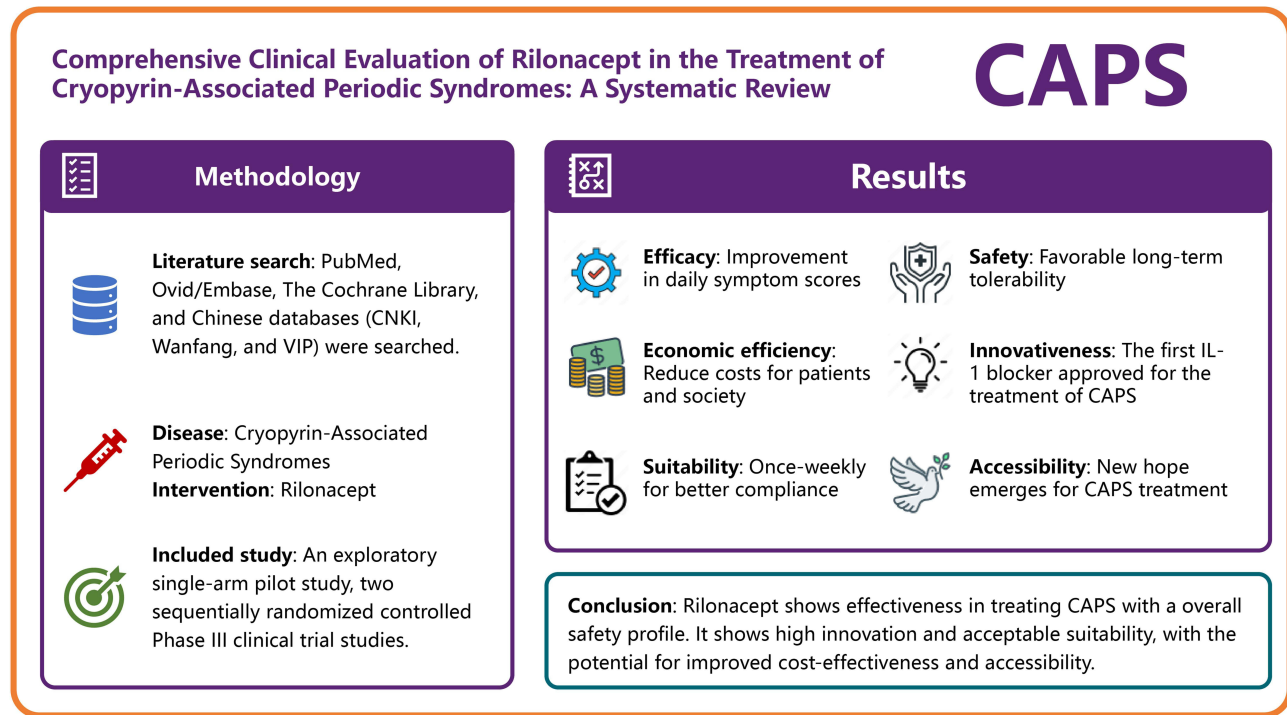 Comprehensive Clinical Evaluation of Rilonacept in the Treatment of
Cryopyrin-Associated Periodic Syndromes: A Systematic Review
CAPS
Methodology
Literature search: PubMed,
Ovid/Embase, The Cochrane Library,
and Chinese databases (CNKI,
Wanfang, and VIP) were searched.
Disease: Cryopyrin-Associated
Periodic Syndromes
Intervention: Rilonacept
Included study: An exploratory
single-arm pilot study, two
sequentially randomized controlled
Phase III clinical trial studies.
Results
Efficacy: Improvement
in daily symptom scores
Safety: Favorable long-term
tolerability
Economic efficiency:
Reduce costs for patients
and society
Innovativeness: The first IL-
1 blocker approved for the
treatment of CAPS
Suitability: Once-weekly
for better compliance
Accessibility: New hope
emerges for CAPS treatment
Conclusion: Rilonacept shows effectiveness in treating CAPS with a overall
safety profile. It shows high innovation and acceptable suitability, with the
potential for improved cost-effectiveness and accessibility.